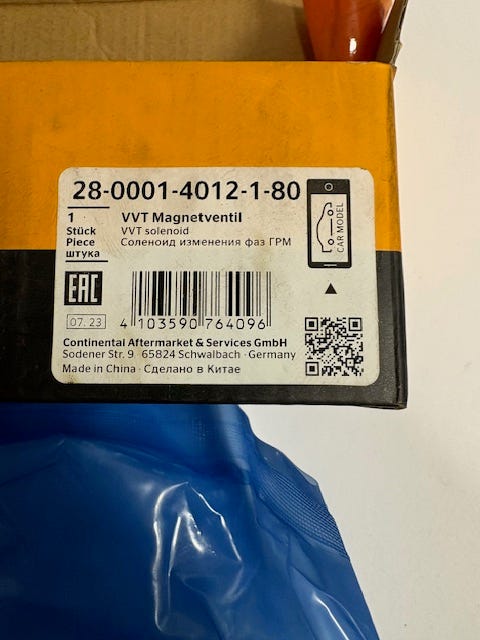 28-0001-4012-1-80
1 VVT Magnetventil
Stück VVT solenoid
Piece Соленоид изменения фаз ГРМ
штука
CAR MODEL
EAC
07. 23
4 103590 764096
Continental Aftermarket & Services GmbH
Sodener Str. 9 · 65824 Schwalbach · Germany
Made in China · Сделано в Китае